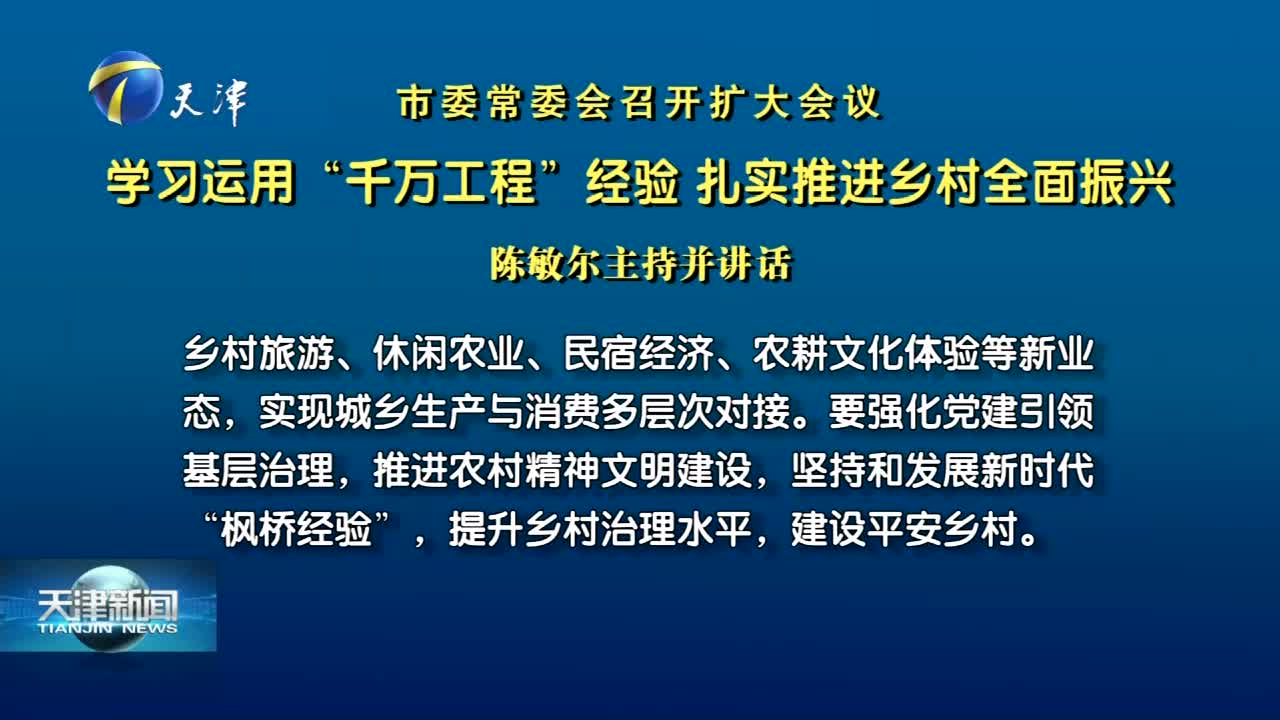 天津
市委常委会召开扩大会议
学习运用“千万工程”经验 扎实推进乡村全面振兴
陈敏尔主持并讲话
乡村旅游、休闲农业、民宿经济、农耕文化体验等新业
态，实现城乡生产与消费多层次对接。要强化党建引领
基层治理，推进农村精神文明建设，坚持和发展新时代
“枫桥经验”，提升乡村治理水平，建设平安乡村。
天津新闻
TIANJIN NEWS